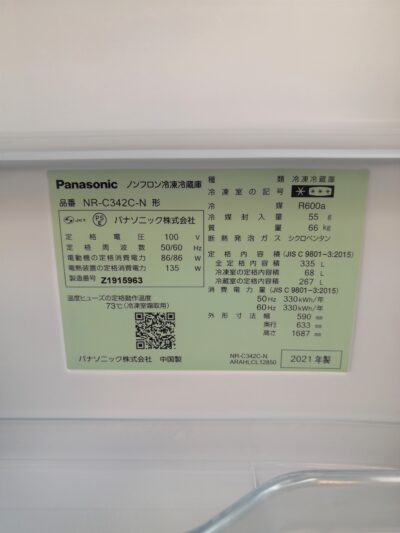 Panasonic ノンフロン冷凍冷蔵庫
品番 NR-C342C-N 形
JET PSE パナソニック株式会社
定格電圧 100 V
定格周波数 50/60 Hz
電動機の定格消費電力 86/86 W
電熱装置の定格消費電力 135 W
製造番号 Z1915963
温度ヒューズの定格動作温度
73℃(冷凍室霜取用)
パナソニック株式会社 中国製
種類 冷凍冷蔵庫
冷凍室の記号 ****
冷媒 R600a
冷媒封入量 55 g
質量 66 kg
断熱発泡ガス シクロペンタン
定格内容積 (JIS C 9801-3:2015)
全定格内容積 335 L
冷凍室の定格内容積 68 L
冷蔵室の定格内容積 267 L
消費電力量 (JIS C 9801-3:2015)
50Hz 330kWh/年
60Hz 330kWh/年
外形寸法 幅 590 mm
奥行 633 mm
高さ 1687 mm
NR-C342C-N
ARAHLCL12850
2021年製